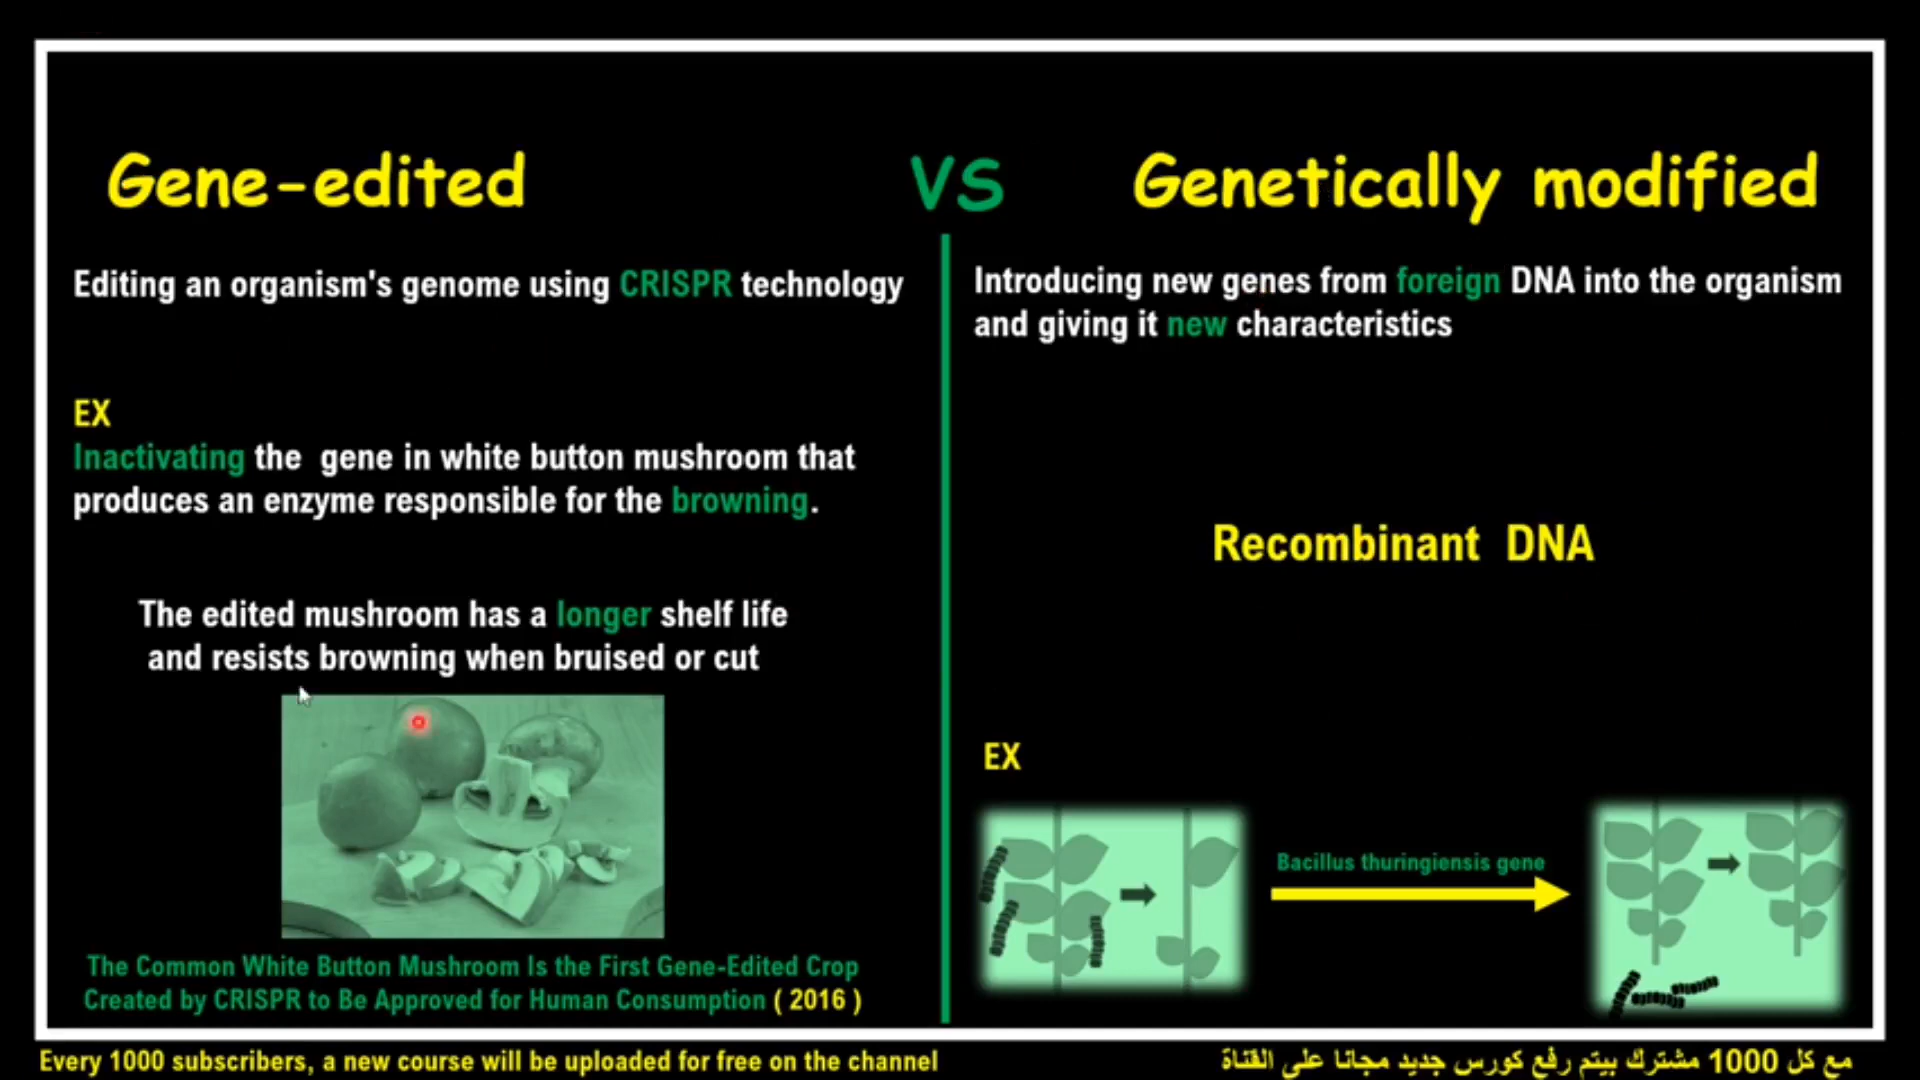 Gene-edited
VS
Genetically modified
Editing an organism's genome using CRISPR technology
EX
Inactivating the gene in white button mushroom that
produces an enzyme responsible for the browning.
The edited mushroom has a longer shelf life
and resists browning when bruised or cut
The Common White Button Mushroom Is the First Gene-Edited Crop
Created by CRISPR to Be Approved for Human Consumption ( 2016 )
Introducing new genes from foreign DNA into the organism
and giving it new characteristics
Recombinant DNA
EX
Bacillus thuringiensis gene
Every 1000 subscribers, a new course will be uploaded for free on the channel
مع كل 1000 مشترك بيتم رفع كورس جديد مجانا على القناة